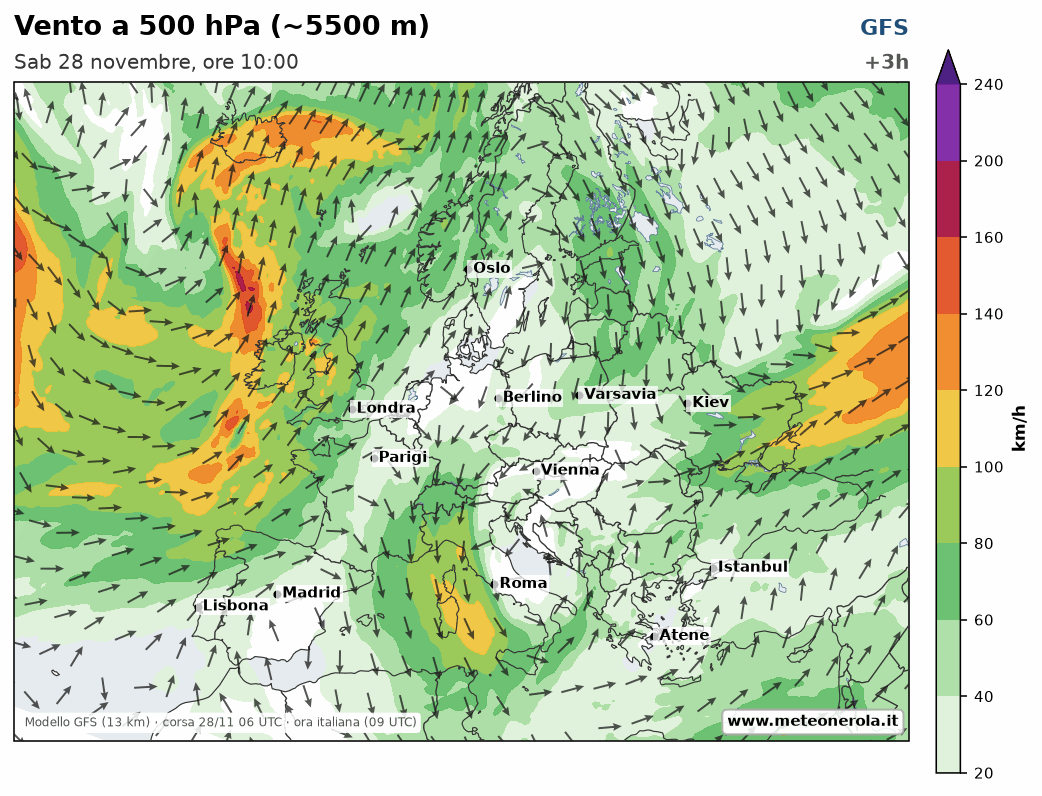 Vento a 500 hPa (~5500 m)
GFS
Sab 28 novembre, ore 10:00
+3h
240
200
160
140
120
100
80
60
40
20
km/h
Oslo
Londra
Berlino
Varsavia
Kiev
Parigi
Vienna
Istanbul
Roma
Madrid
Lisbona
Atene
Modello GFS (13 km) · corsa 28/11 06 UTC · ora italiana (09 UTC)
www.meteonerola.it